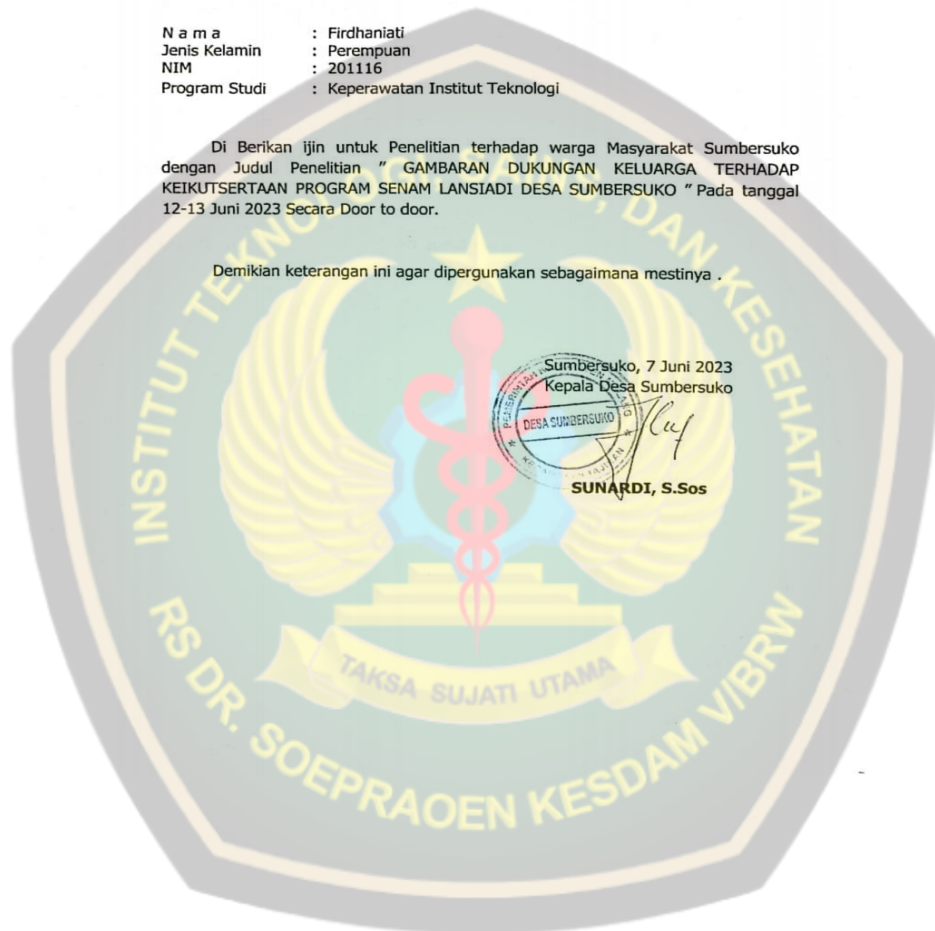 N a m a : Firdhaniati
Jenis Kelamin : Perempuan
NIM : 201116
Program Studi : Keperawatan Institut Teknologi
Di Berikan ijin untuk Penelitian terhadap warga Masyarakat Sumbersuko
dengan Judul Penelitian " GAMBARAN DUKUNGAN KELUARGA TERHADAP
KEIKUTSERTAAN PROGRAM SENAM LANSIADI DESA SUMBERSUKO " Pada tanggal
12-13 Juni 2023 Secara Door to door.
Demikian keterangan ini agar dipergunakan sebagaimana mestinya .
Sumbersuko, 7 Juni 2023
Kepala Desa Sumbersuko
DESA SUMBERSUKO
SUNARDI, S.Sos
INSTITUT TEKNOLOGI, SAINS, DAN KESEHATAN
TAKSA SUJATI UTAMA
RS DR. SOEPRAOEN KESDAM V/BRW